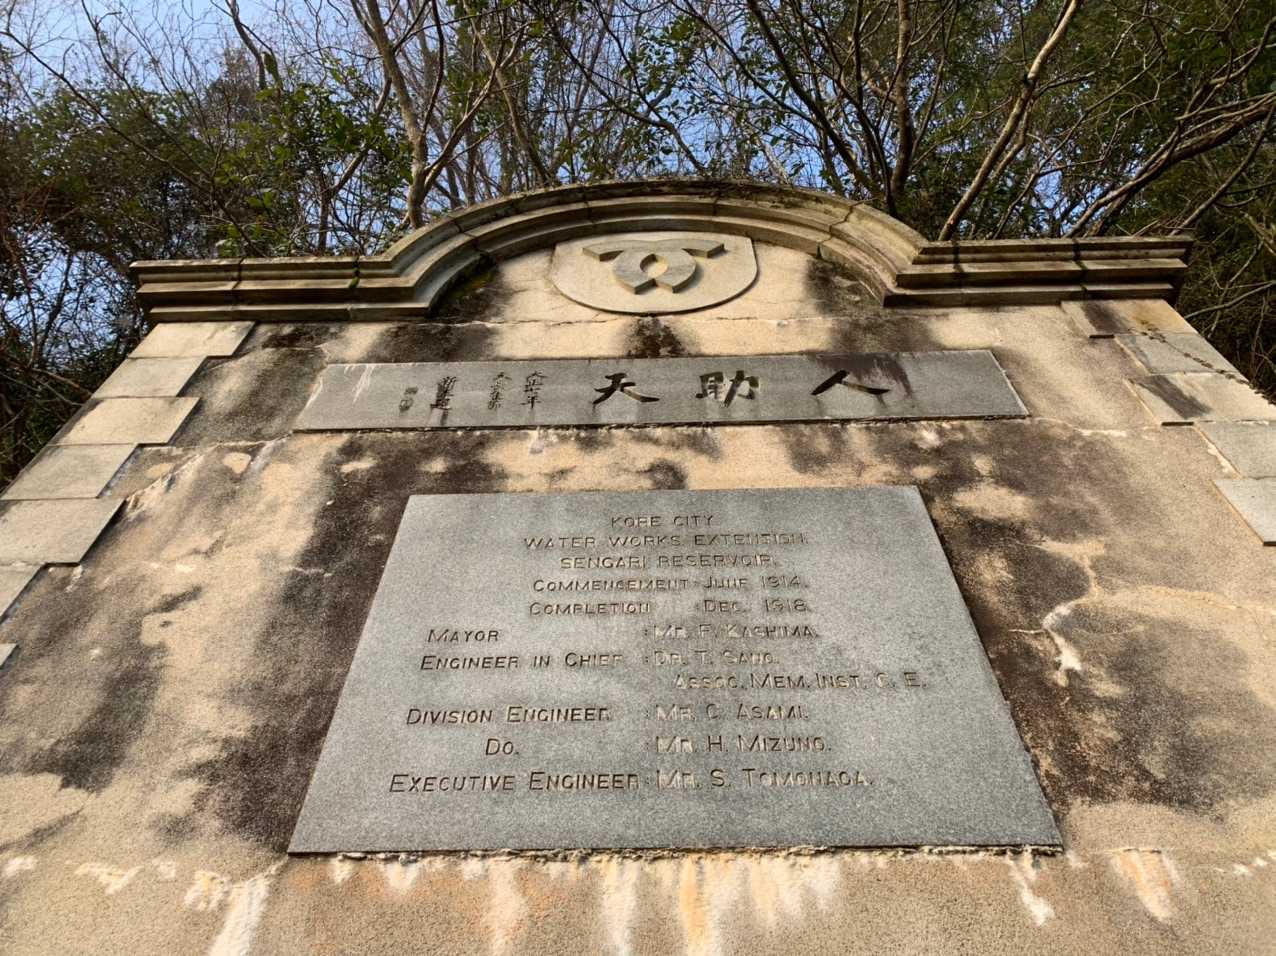 人助天
KOBE CITY
WATER WORKS EXTENTION
SENGARI RESERVOIR.
COMMENCEMENT JUNE 1914.
COMPLETION DEC. 1918.
MAYOR MR. F. KASHIMA.
ENGINEER IN CHIEF DR. T. SANO.
ASSOC. MEM. INST. C. E.
DIVISION ENGINEER MR. C. ASAMI.
DO. MR. H. MIZUNO.
EXECUTIVE ENGINEER MR. S. TOMONAGA.